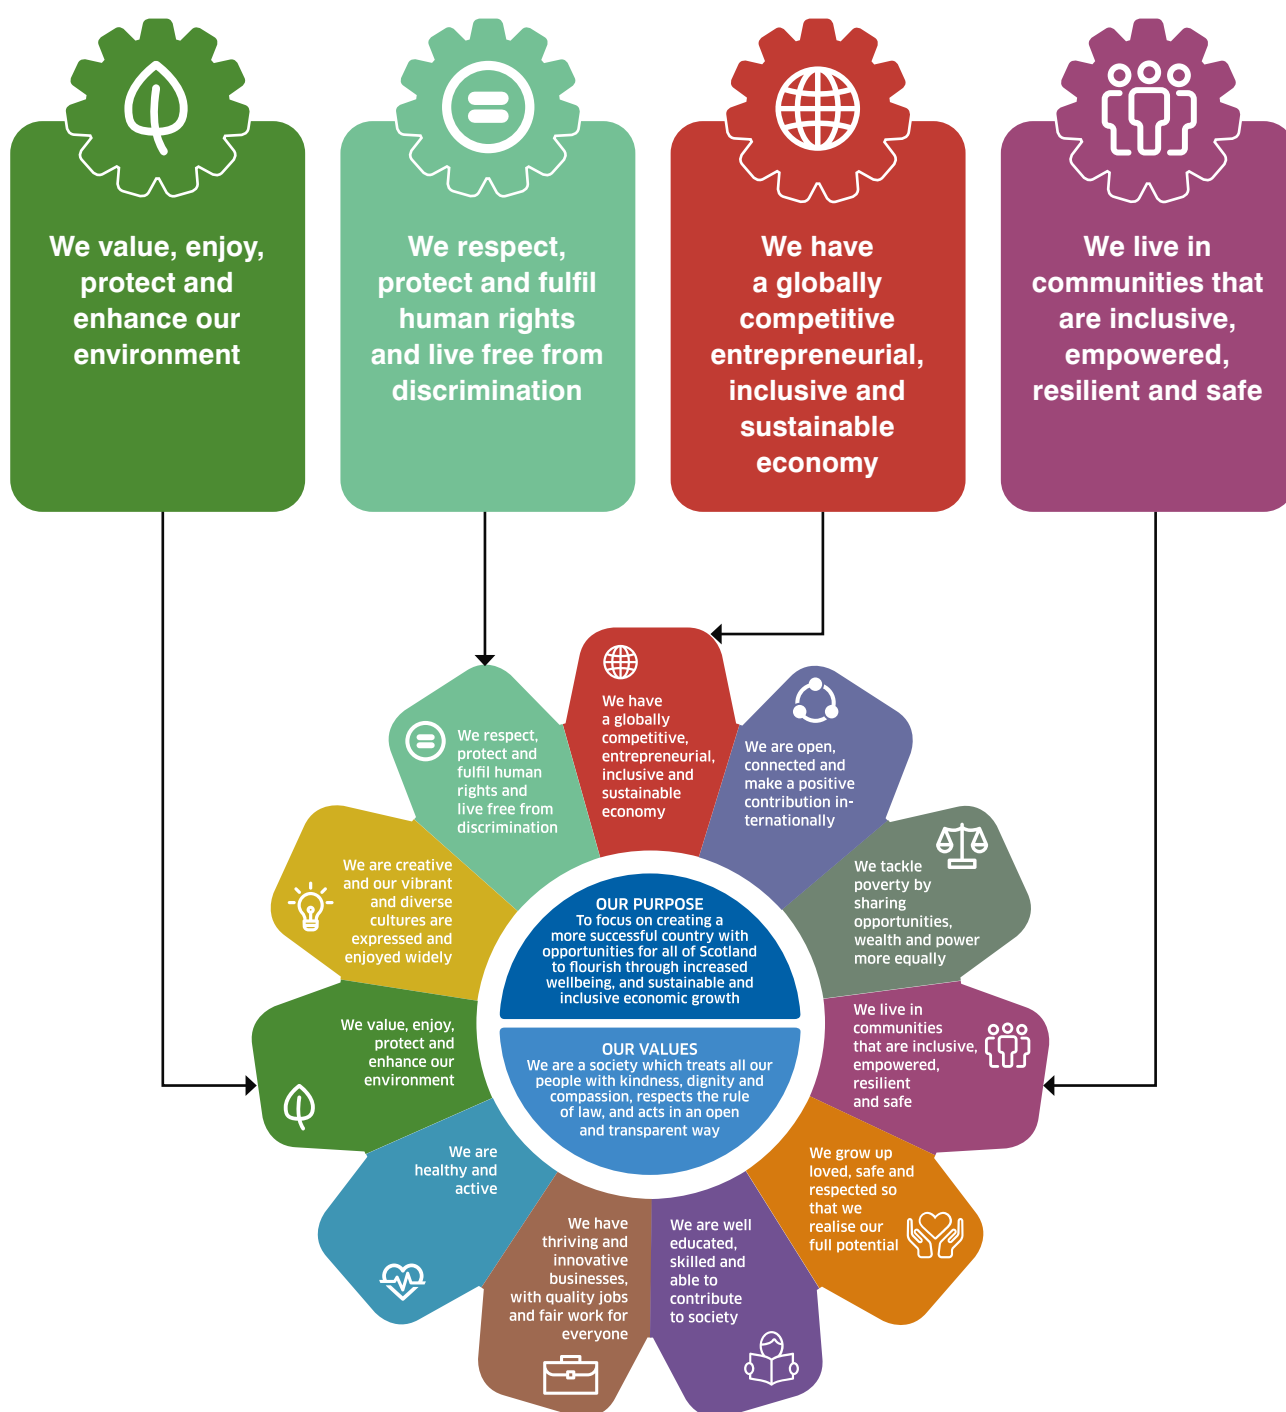 We value, enjoy,
protect and
enhance our
environment
We respect,
protect and fulfil
human rights
and live free from
discrimination
We have
a globally
competitive
entrepreneurial,
inclusive and
sustainable
economy
We live in
communities that
are inclusive,
empowered,
resilient and safe
We have
a globally
competitive,
entrepreneurial,
inclusive and
sustainable
economy
We are open,
connected and
make a positive
contribution in-
ternationally
We tackle
poverty by
sharing
opportunities,
wealth and power
more equally
We live in
communities
that are inclusive,
empowered,
resilient
and safe
We grow up
loved, safe and
respected so
that we
realise our
full potential
We are well
educated,
skilled and
able to
contribute
to society
We have
thriving and
innovative
businesses,
with quality jobs
and fair work for
everyone
We are
healthy and
active
We value, enjoy,
protect and
enhance our
environment
We are creative
and our vibrant
and diverse
cultures are
expressed and
enjoyed widely
We respect,
protect and
fulfil human
rights and
live free from
discrimination
OUR PURPOSE
To focus on creating a
more successful country with
opportunities for all of Scotland
to flourish through increased
wellbeing, and sustainable and
inclusive economic growth
OUR VALUES
We are a society which treats all our
people with kindness, dignity and
compassion, respects the rule
of law, and acts in an open
and transparent way